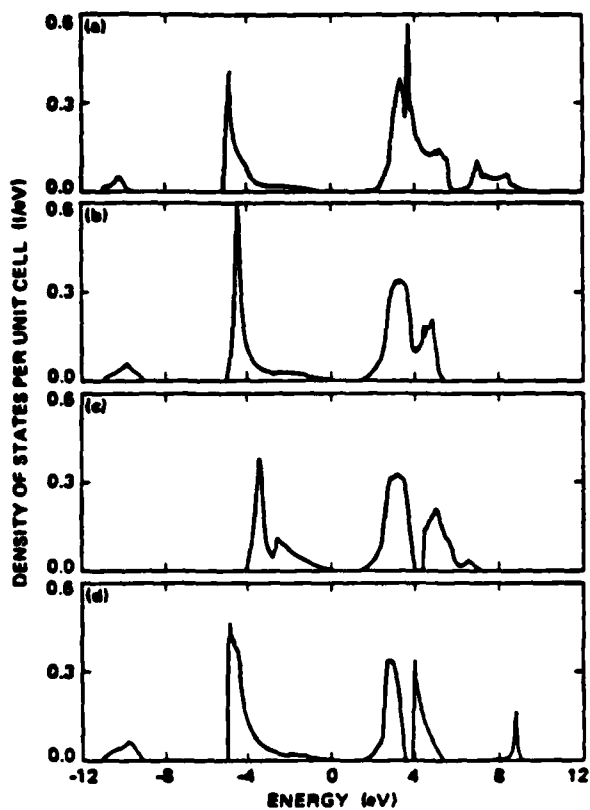 DENSITY OF STATES PER UNIT CELL (1/eV)
0.6 (a)
0.3
0.0
0.6 (b)
0.3
0.0
0.6 (c)
0.3
0.0
0.6 (d)
0.3
0.0
-12 -8 -4 0 4 8 12
ENERGY (eV)